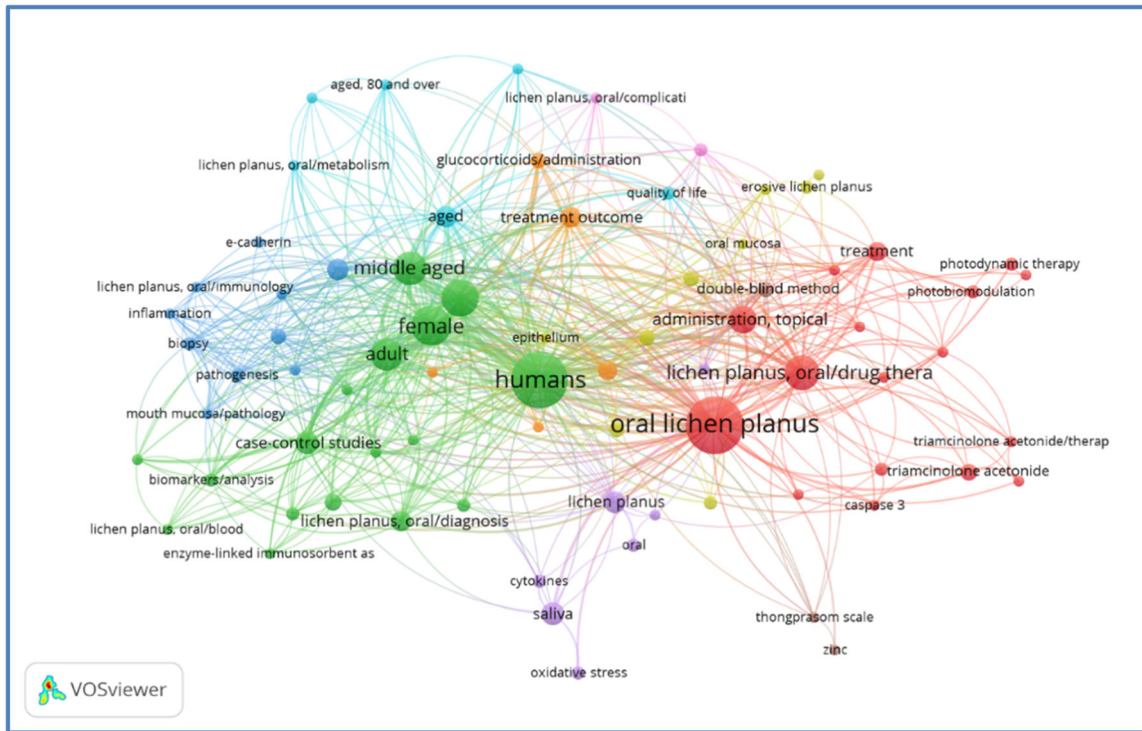 aged, 80 and over
lichen planus, oral/complicati
glucocorticoids/administration
lichen planus, oral/metabolism
quality of life
erosive lichen planus
aged
treatment outcome
e-cadherin
oral mucosa
treatment
middle aged
photodynamic therapy
lichen planus, oral/immunology
double-blind method
photobiomodulation
inflammation
female
epithelium
administration, topical
biopsy
adult
pathogenesis
humans
lichen planus, oral/drug thera
mouth mucosa/pathology
oral lichen planus
case-control studies
triamcinolone acetonide/therap
biomarkers/analysis
triamcinolone acetonide
lichen planus
caspase 3
lichen planus, oral/blood
lichen planus, oral/diagnosis
enzyme-linked immunosorbent as
oral
cytokines
saliva
thongprasom scale
zinc
oxidative stress
VOSviewer